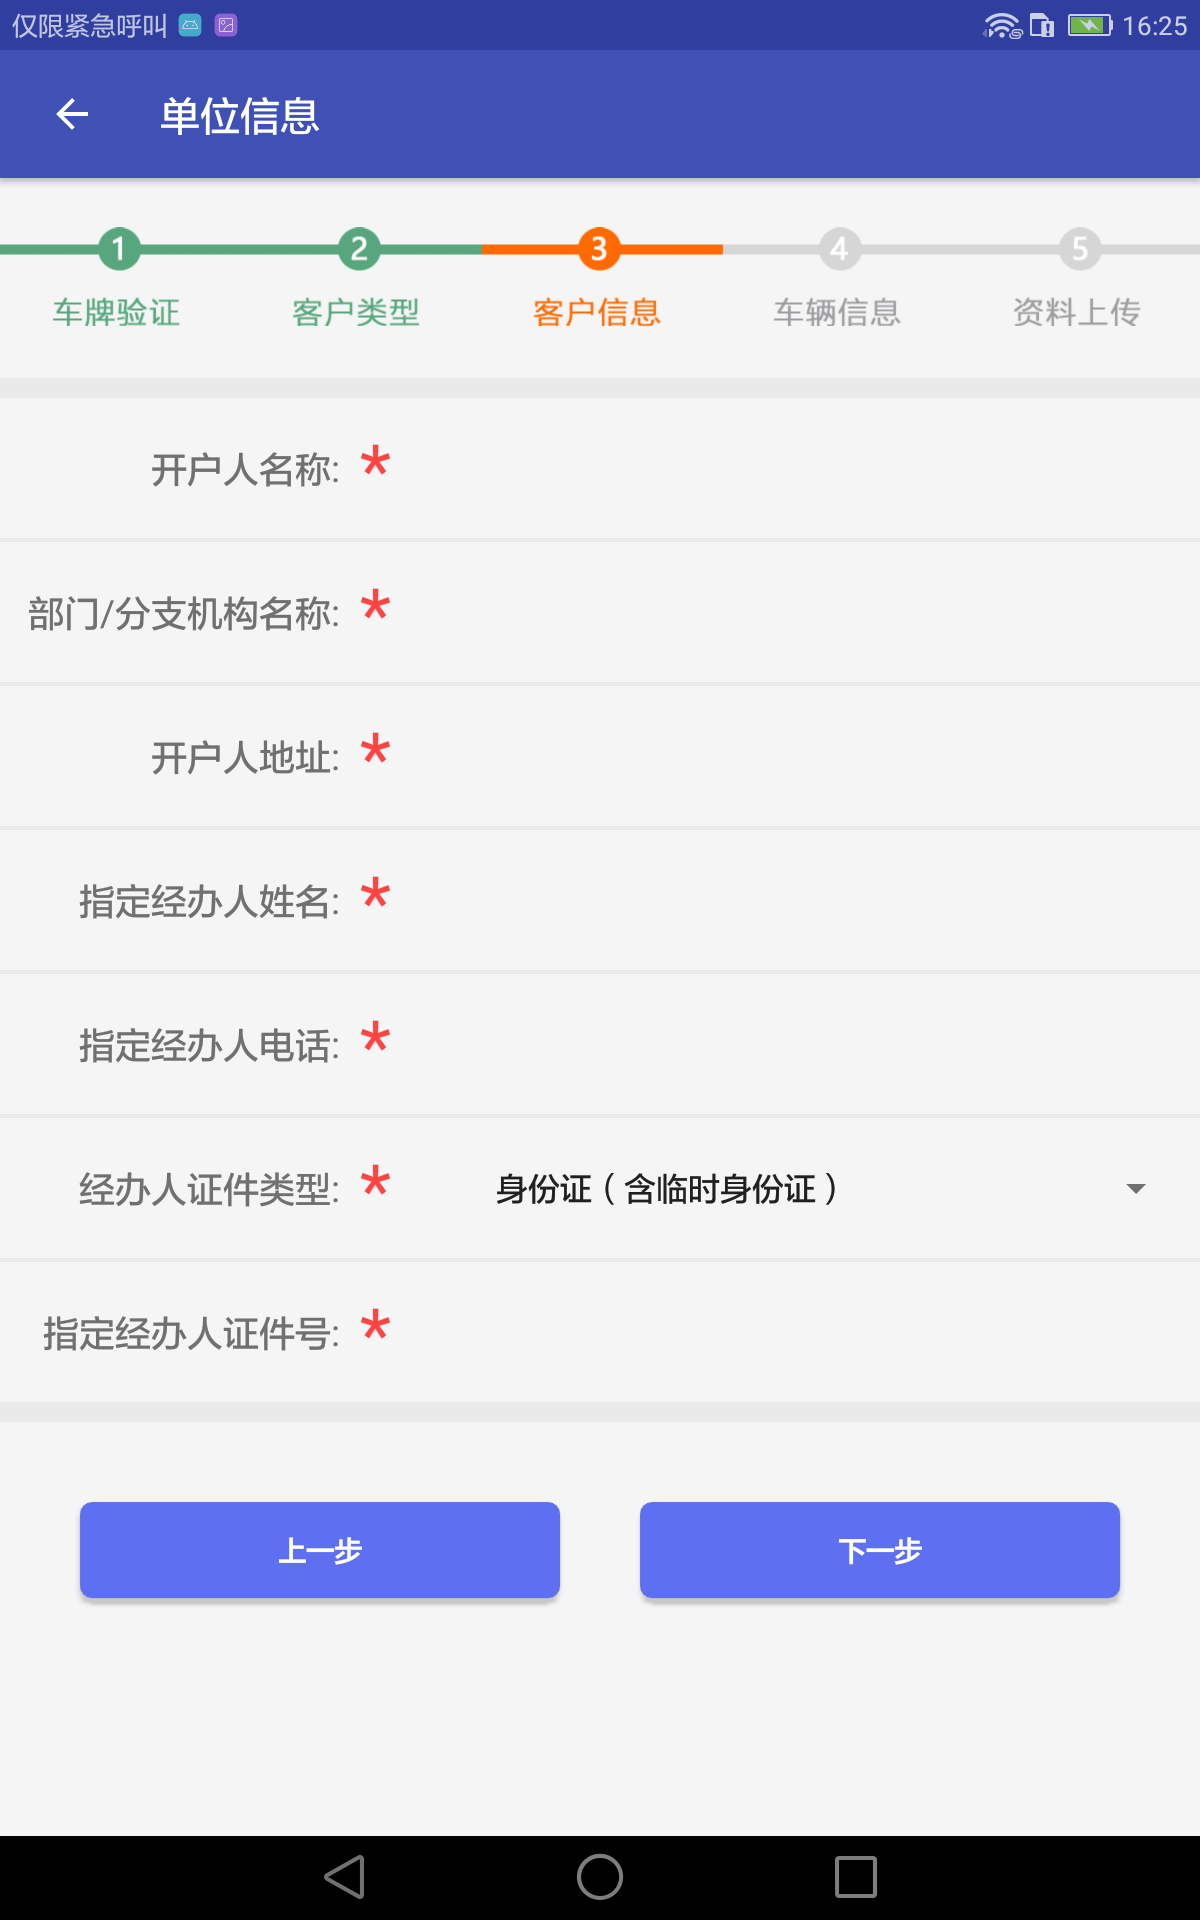 仅限紧急呼叫 16:25
单位信息
1 2 3 4 5
车牌验证 客户类型 客户信息 车辆信息 资料上传
开户人名称: *
部门/分支机构名称: *
开户人地址: *
指定经办人姓名: *
指定经办人电话: *
经办人证件类型: * 身份证（含临时身份证）
指定经办人证件号: *
上一步 下一步